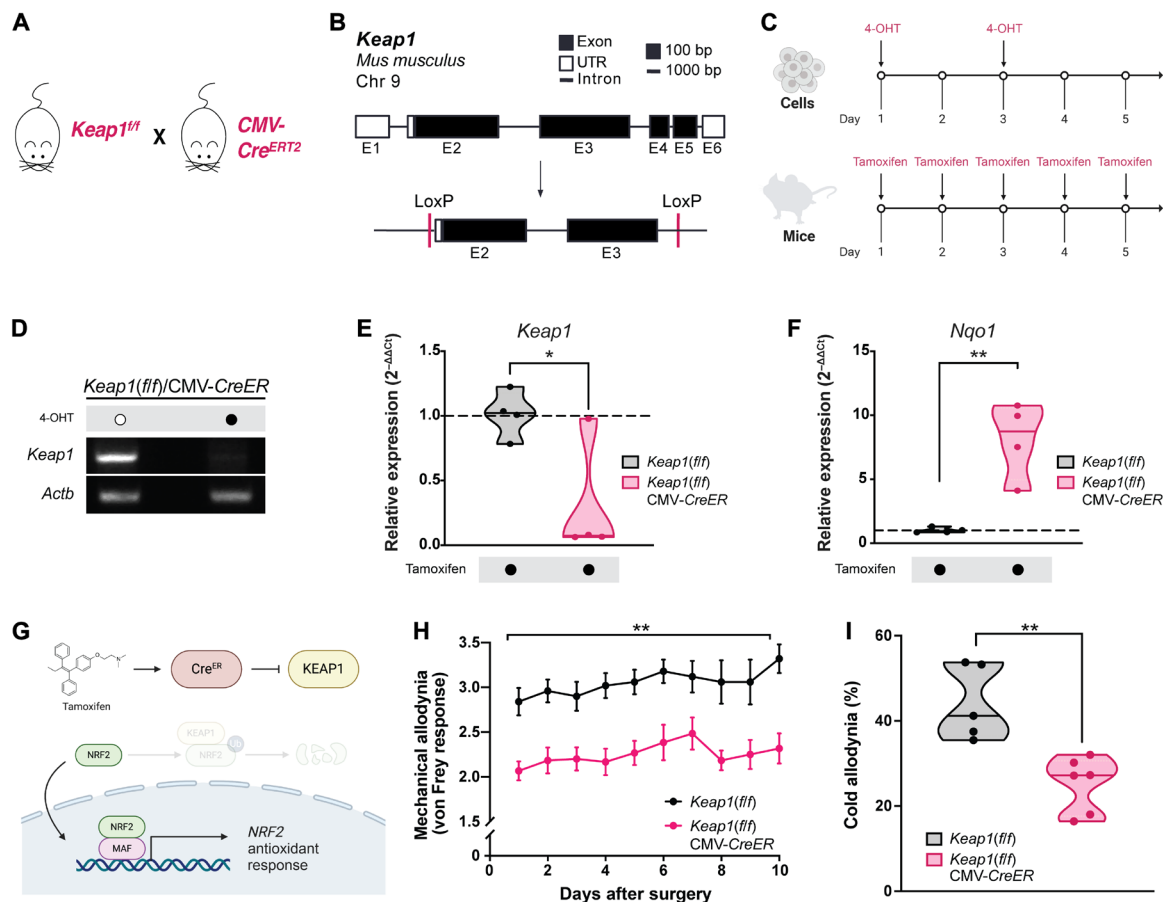 A
Keap1f/f
X
CMV-
CreERT2
B
Keap1
Mus musculus
Chr 9
Exon
UTR
Intron
100 bp
1000 bp
E1
E2
E3
E4
E5
E6
LoxP
LoxP
E2
E3
C
4-OHT
4-OHT
Cells
Day
1
2
3
4
5
Tamoxifen
Tamoxifen
Tamoxifen
Tamoxifen
Tamoxifen
Mice
Day
1
2
3
4
5
D
Keap1(f/f)/CMV-CreER
4-OHT
Keap1
Actb
E
Keap1
Relative expression (2−ΔΔCt)
1.5
1.0
0.5
0.0
*
Keap1(f/f)
Keap1(f/f)
CMV-CreER
Tamoxifen
F
Nqo1
Relative expression (2−ΔΔCt)
15
10
5
0
**
Keap1(f/f)
Keap1(f/f)
CMV-CreER
Tamoxifen
G
Tamoxifen
CreER
KEAP1
NRF2
KEAP1
NRF2
Ub
NRF2
MAF
NRF2
antioxidant
response
H
Mechanical allodynia
(von Frey response)
3.5
3.0
2.5
2.0
1.5
0
**
Keap1(f/f)
Keap1(f/f)
CMV-CreER
0
2
4
6
8
10
Days after surgery
I
Cold allodynia (%)
60
40
20
0
**
Keap1(f/f)
Keap1(f/f)
CMV-CreER